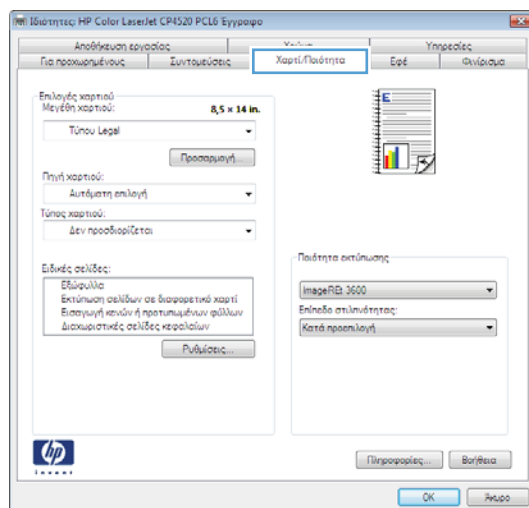 Ιδιότητες: HP Color LaserJet CP4520 PCL6 Έγγραφο
Αποθήκευση εργασίας
Χρώμα
Υπηρεσίες
Για προχωρημένους
Συντομεύσεις
Χαρτί/Ποιότητα
Εφέ
Φινίρισμα
Επιλογές χαρτιού
Μεγέθη χαρτιού:
8,5 × 14 in.
Τύπου Legal
Προσαρμογή...
Πηγή χαρτιού:
Αυτόματη επιλογή
Τύπος χαρτιού:
Δεν προσδιορίζεται
Ειδικές σελίδες:
Εξώφυλλα
Εκτύπωση σελίδων σε διαφορετικό χαρτί
Εισαγωγή κενών ή προτυπωμένων φύλλων
Διαχωριστικές σελίδες κεφαλαίων
Ρυθμίσεις...
E
Ποιότητα εκτύπωσης
ImageREt 3600
Επίπεδο στιλπνότητας:
Κατά προεπιλογή
hp
invent
Πληροφορίες...
Βοήθεια
OK
Άκυρο